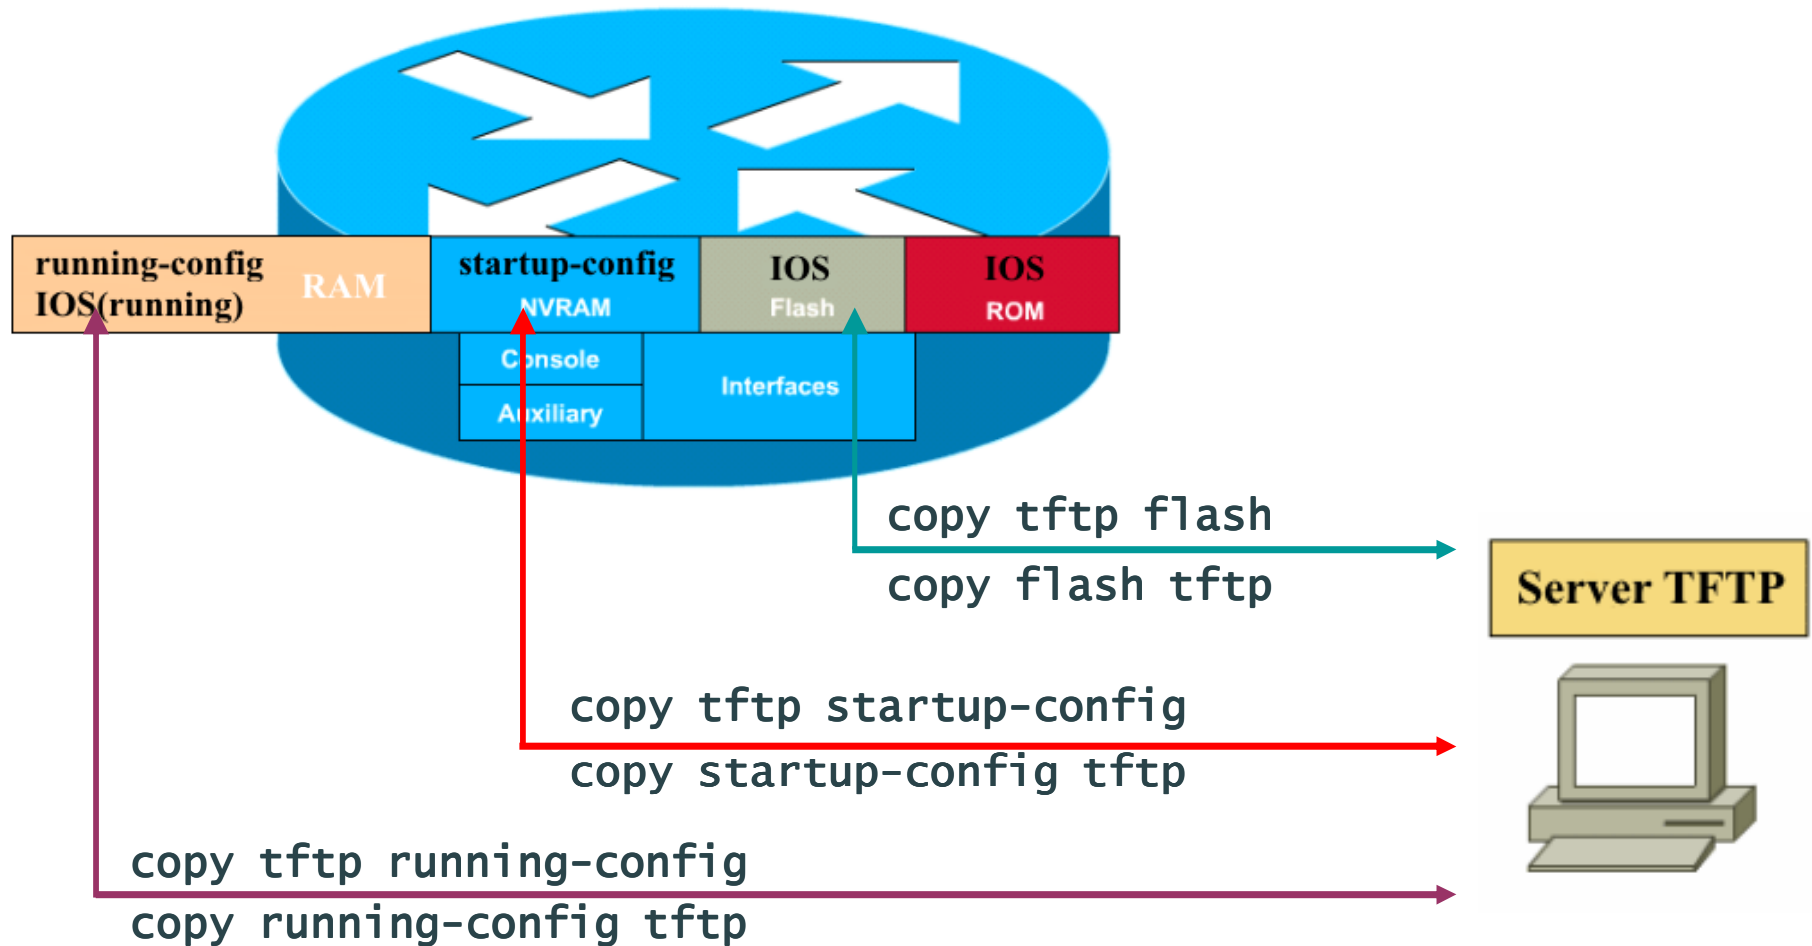 running-config
IOS(running)
RAM
startup-config
NVRAM
IOS
Flash
IOS
ROM
Console
Auxiliary
Interfaces
copy tftp flash
copy flash tftp
Server TFTP
copy tftp startup-config
copy startup-config tftp
copy tftp running-config
copy running-config tftp